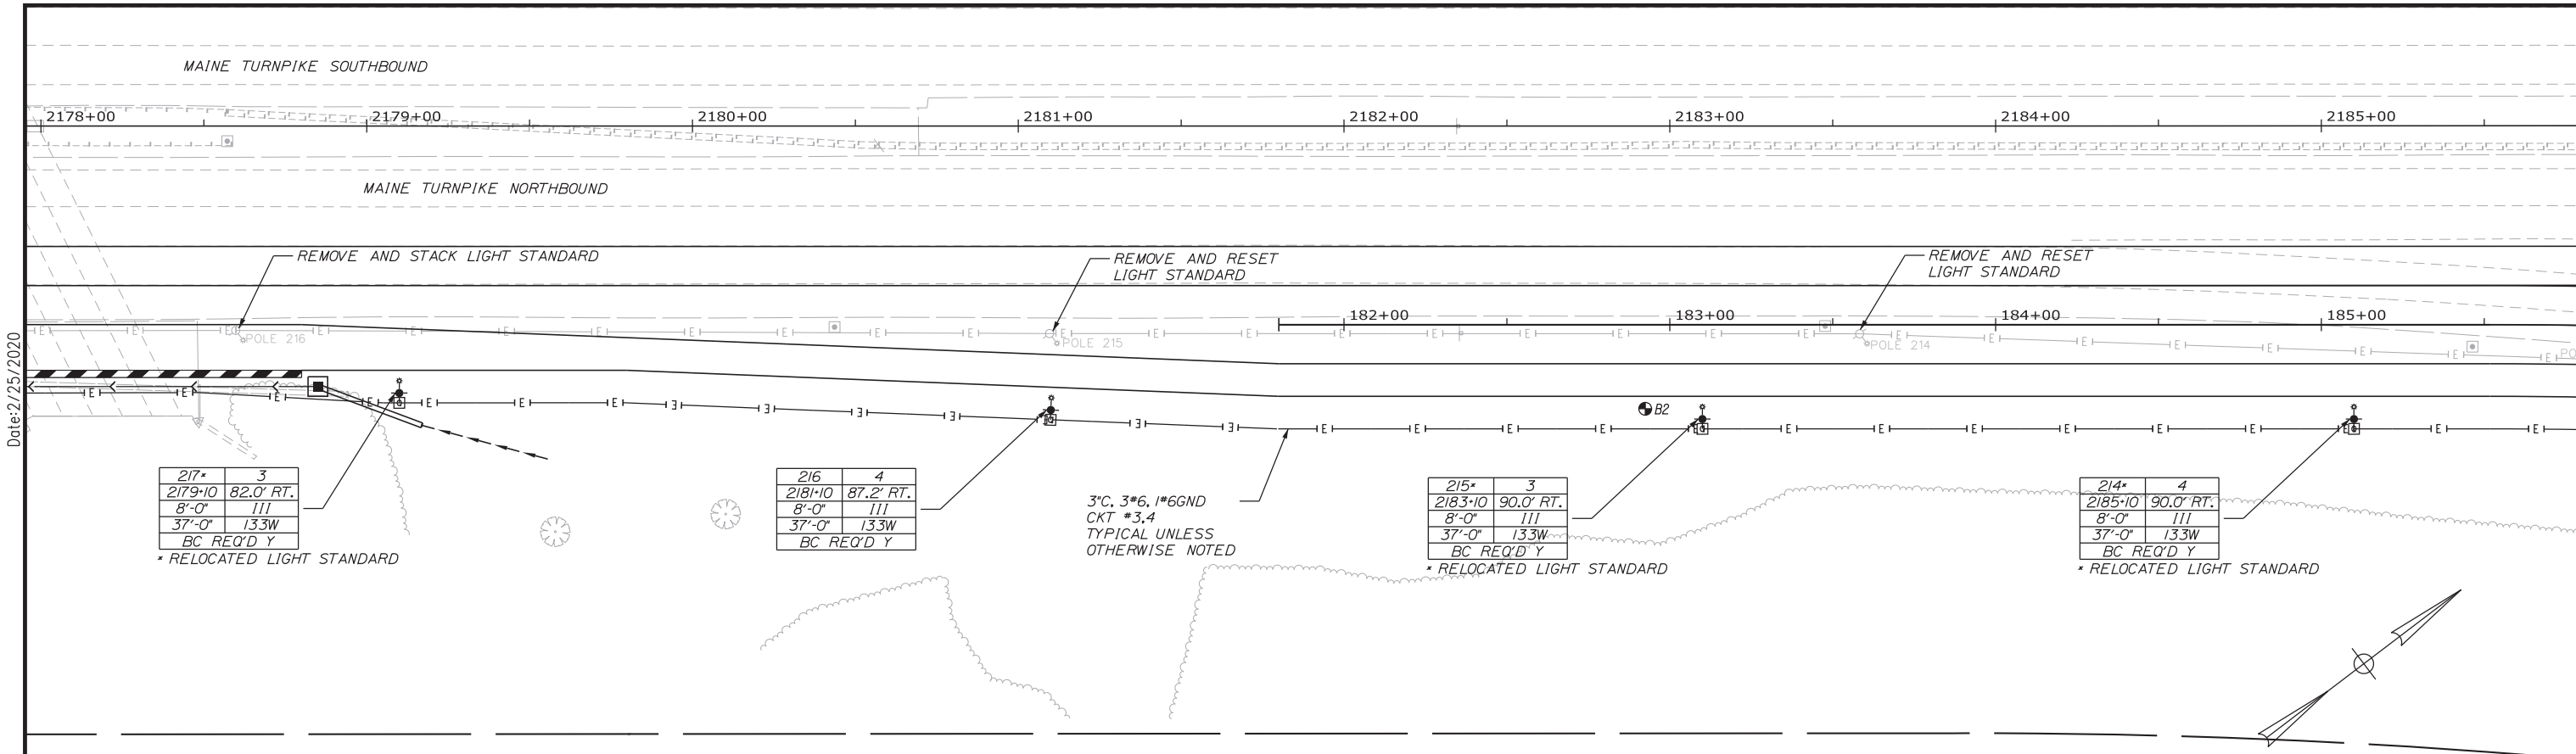 MAINE TURNPIKE SOUTHBOUND
2178+00 2179+00 2180+00 2181+00 2182+00 2183+00 2184+00 2185+00
MAINE TURNPIKE NORTHBOUND
REMOVE AND STACK LIGHT STANDARD
REMOVE AND RESET
LIGHT STANDARD
REMOVE AND RESET
LIGHT STANDARD
182+00 183+00 184+00 185+00
POLE 216
POLE 215
POLE 214
PO
B2
217* 3
2179+10 82.0' RT.
8'-0" III
37'-0" 133W
BC REQ'D Y
* RELOCATED LIGHT STANDARD
216 4
2181+10 87.2' RT.
8'-0" III
37'-0" 133W
BC REQ'D Y
3"C, 3#6, 1#6GND
CKT #3,4
TYPICAL UNLESS
OTHERWISE NOTED
215* 3
2183+10 90.0' RT.
8'-0" III
37'-0" 133W
BC REQ'D Y
* RELOCATED LIGHT STANDARD
214* 4
2185+10 90.0' RT.
8'-0" III
37'-0" 133W
BC REQ'D Y
* RELOCATED LIGHT STANDARD
Date:2/25/2020